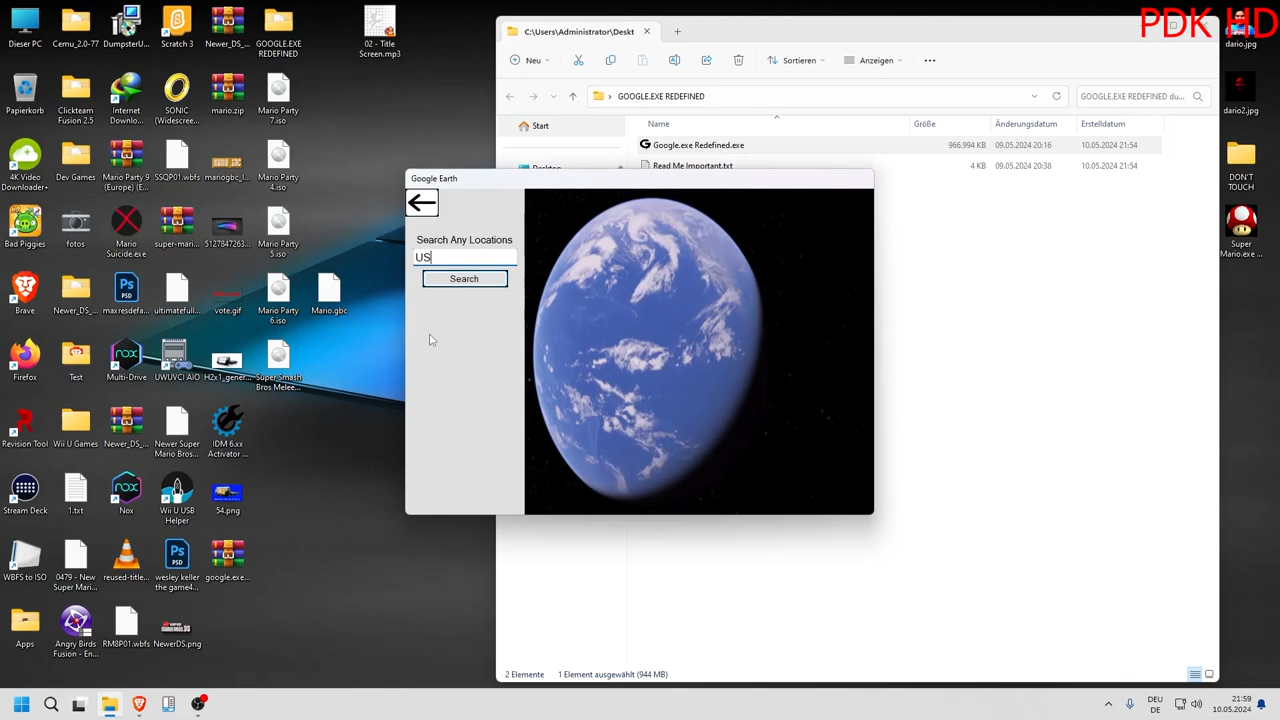 PDK HD
Dieser PC
Cemu_2.0-77
DumpsterU...
Scratch 3
Newer_DS_...
GOOGLE.EXE REDEFINED
02 - Title Screen.mp3
dario.jpg
Papierkorb
Clickteam Fusion 2.5
Internet Downlo...
SONIC (Widescree...
mario.zip
Mario Party 7.iso
dario2.jpg
4K Video Downloader+
Dev Games
Mario Party 9 (Europe) (E...
SSQP01.wbfs
mariogbc_l...
Mario Party 4.iso
DON'T TOUCH
Bad Piggies
fotos
Mario Suicide.exe
super-mari...
5127847263...
Mario Party 5.iso
Super Mario.exe ...
Brave
Newer_DS_...
maxresdefa...
ultimatefull...
vote.gif
Mario Party 6.iso
Mario.gbc
Firefox
Test
Multi-Drive
UWUVCI AIO
H2x1_gener...
Super Smash Bros Melee...
Revision Tool
Wii U Games
Newer_DS_...
Newer Super Mario Bros...
IDM 6.xx Activator ...
Stream Deck
1.txt
Nox
Wii U USB Helper
54.png
WBFS to ISO
0479 - New Super Mari...
reused-title...
wesley keller the game4...
google.exe...
Apps
Angry Birds Fusion - En...
RM8P01.wbfs
NewerDS.png
C:\Users\Administrator\Deskt
Neu
Sortieren
Anzeigen
GOOGLE.EXE REDEFINED
GOOGLE.EXE REDEFINED du...
Start
Name
Größe
Änderungsdatum
Erstelldatum
Google.exe Redefined.exe
966.994 KB
09.05.2024 20:16
10.05.2024 21:54
Read Me Important.txt
4 KB
09.05.2024 20:38
10.05.2024 21:54
Google Earth
Search Any Locations
US
Search
2 Elemente
1 Element ausgewählt (944 MB)
DEU
DE
21:59
10.05.2024